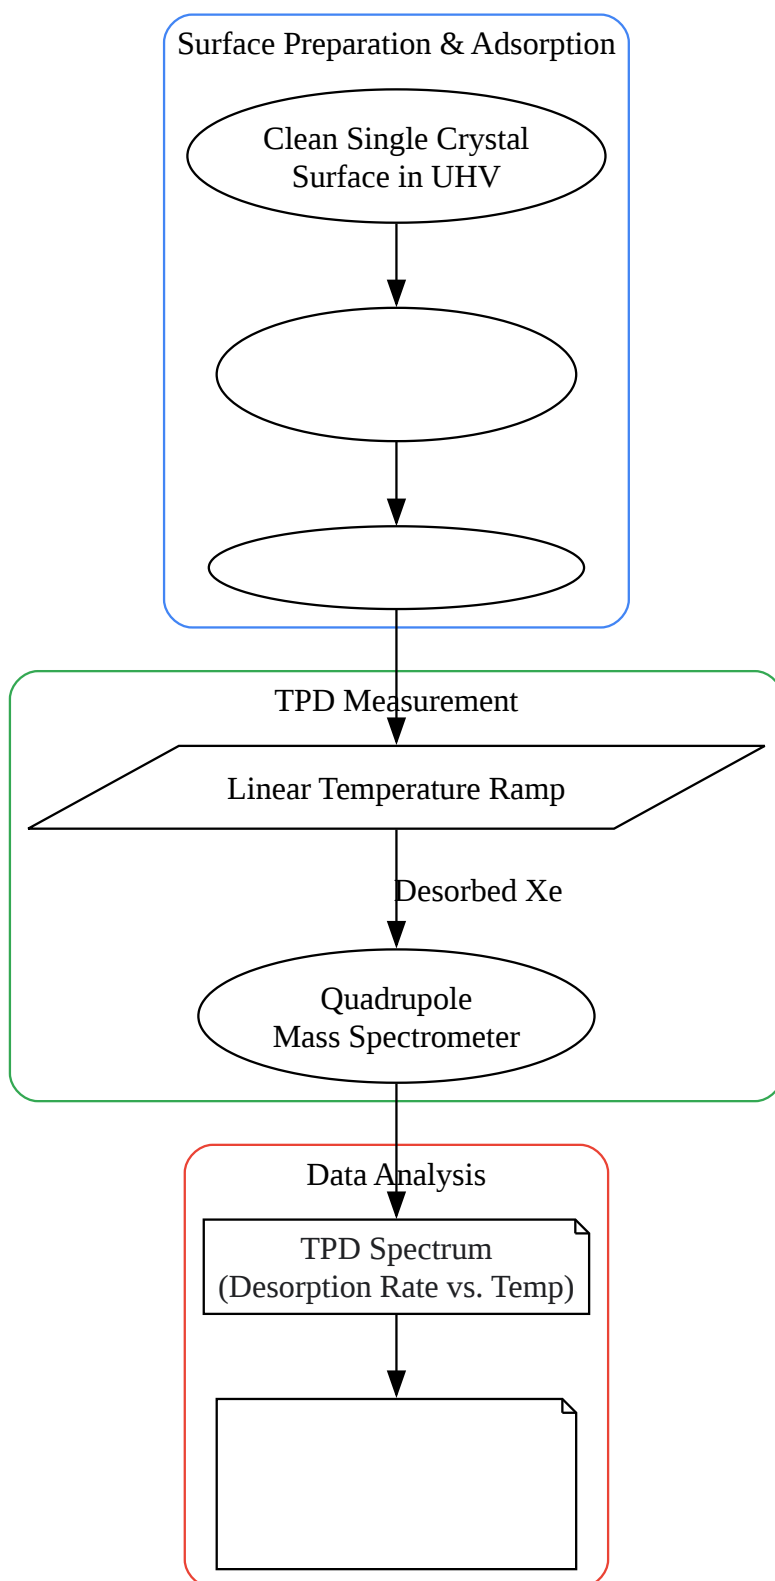 Surface Preparation & Adsorption
Clean Single Crystal
Surface in UHV
TPD Measurement
Linear Temperature Ramp
Desorbed Xe
Quadrupole
Mass Spectrometer
Data Analysis
TPD Spectrum
(Desorption Rate vs. Temp)